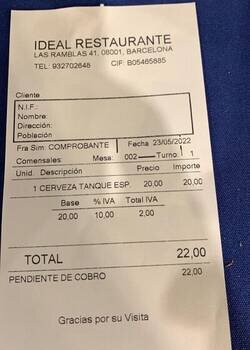 IDEAL RESTAURANTE
LAS RAMBLAS 41, 08001, BARCELONA
TEL: 932702648 CIF: B05465885
Cliente
N.I.F.:
Nombre:
Dirección:
Población
Fra Sim: COMPROBANTE Fecha 23/05/2022
Comensales: Mesa: 002 Turno: 1
Unid Descripción Precio Importe
1 CERVEZA TANQUE ESP. 20,00 20,00
Base % IVA Total IVA
20,00 10,00 2,00
TOTAL 22,00
PENDIENTE DE COBRO 22,00
Gracias por su Visita